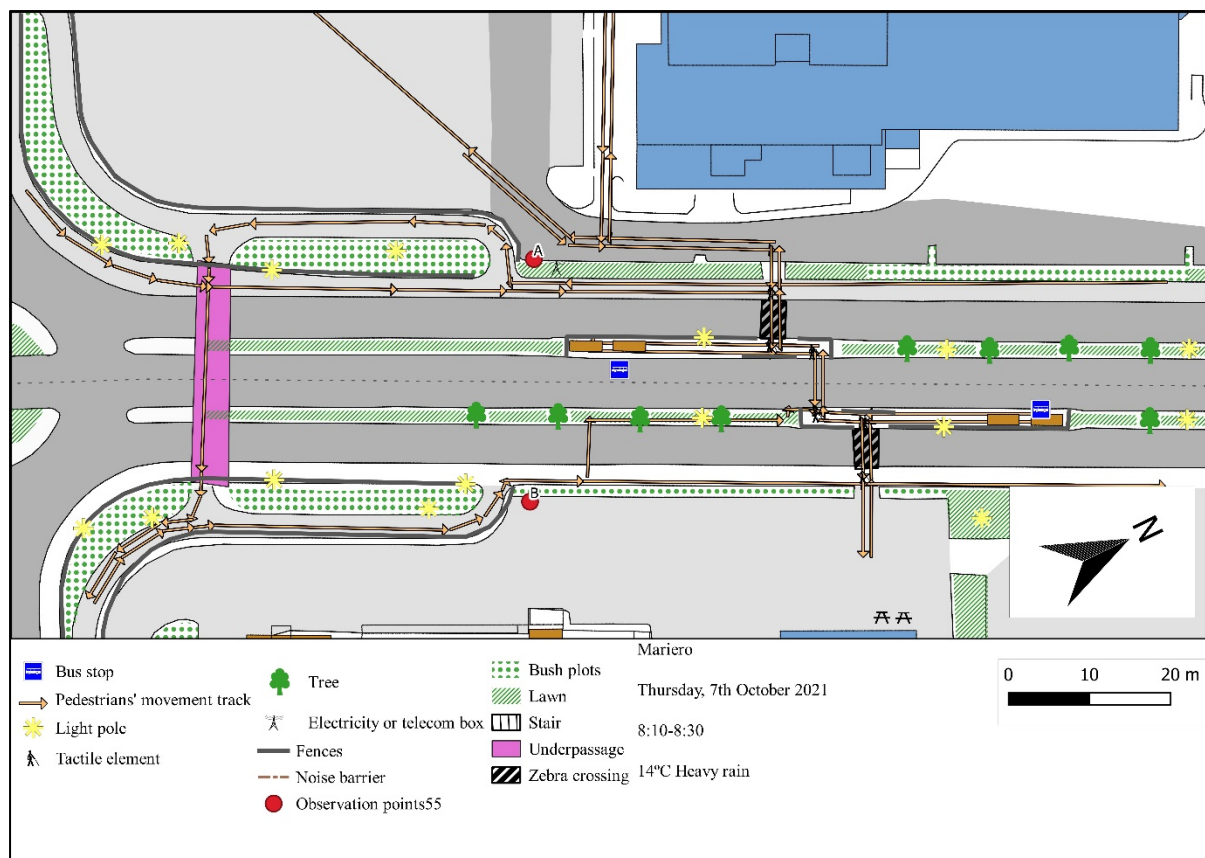 A
B
N
Bus stop
Pedestrians' movement track
Light pole
Tactile element
Tree
Electricity or telecom box
Fences
Noise barrier
Observation points55
Bush plots
Lawn
Stair
Underpassage
Zebra crossing
Mariero
Thursday, 7th October 2021
8:10-8:30
14°C Heavy rain
0 10 20 m